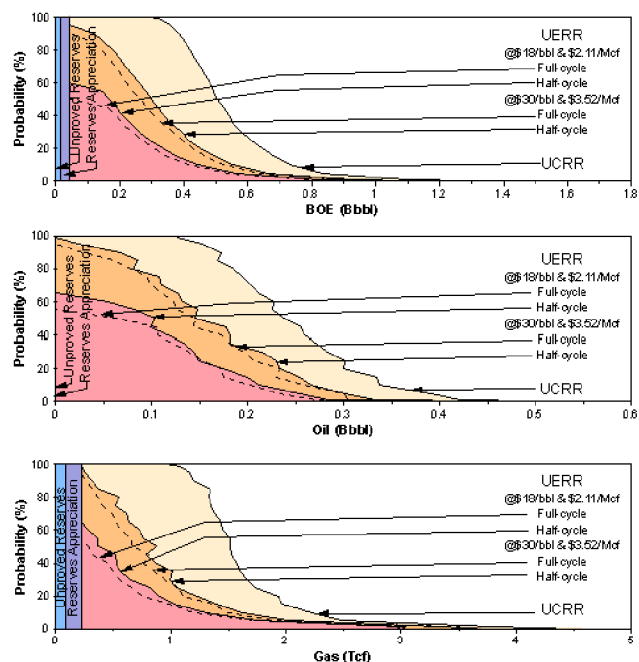 100
80
60
40
20
0
Probability (%)
Unproved Reserves
Reserves Appreciation
UERR
@$18/bbl & $2.11/Mcf
Full-cycle
Half-cycle
@$30/bbl & $3.52/Mcf
Full-cycle
Half-cycle
UCRR
0 0.2 0.4 0.6 0.8 1 1.2 1.4 1.6 1.8
BOE (Bbbl)
100
80
60
40
20
0
Probability (%)
Unproved Reserves
Reserves Appreciation
UERR
@$18/bbl & $2.11/Mcf
Full-cycle
Half-cycle
@$30/bbl & $3.52/Mcf
Full-cycle
Half-cycle
UCRR
0 0.1 0.2 0.3 0.4 0.5 0.6
Oil (Bbbl)
100
80
60
40
20
0
Probability (%)
Unproved Reserves
Reserves Appreciation
UERR
@$18/bbl & $2.11/Mcf
Full-cycle
Half-cycle
@$30/bbl & $3.52/Mcf
Full-cycle
Half-cycle
UCRR
0 1 2 3 4 5
Gas (Tcf)